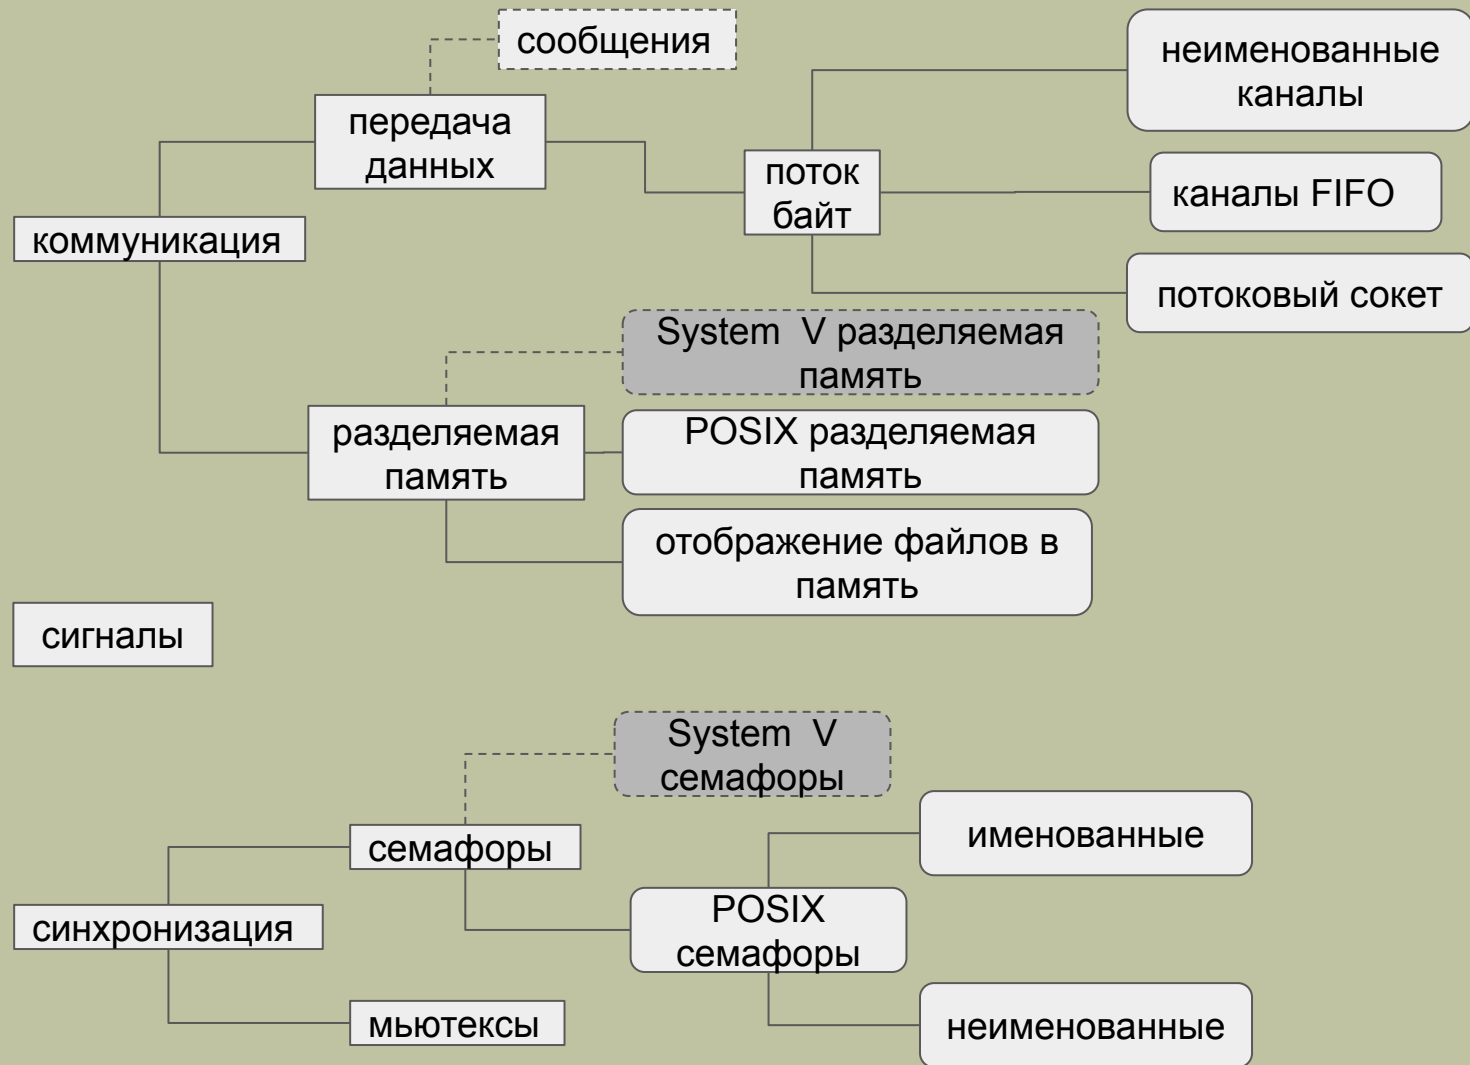 сообщения
неименованные
каналы
передача
данных
поток
байт
каналы FIFO
коммуникация
потоковый сокет
System V разделяемая
память
разделяемая
память
POSIX разделяемая
память
отображение файлов в
память
сигналы
System V
семафоры
семафоры
именованные
синхронизация
POSIX
семафоры
мьютексы
неименованные